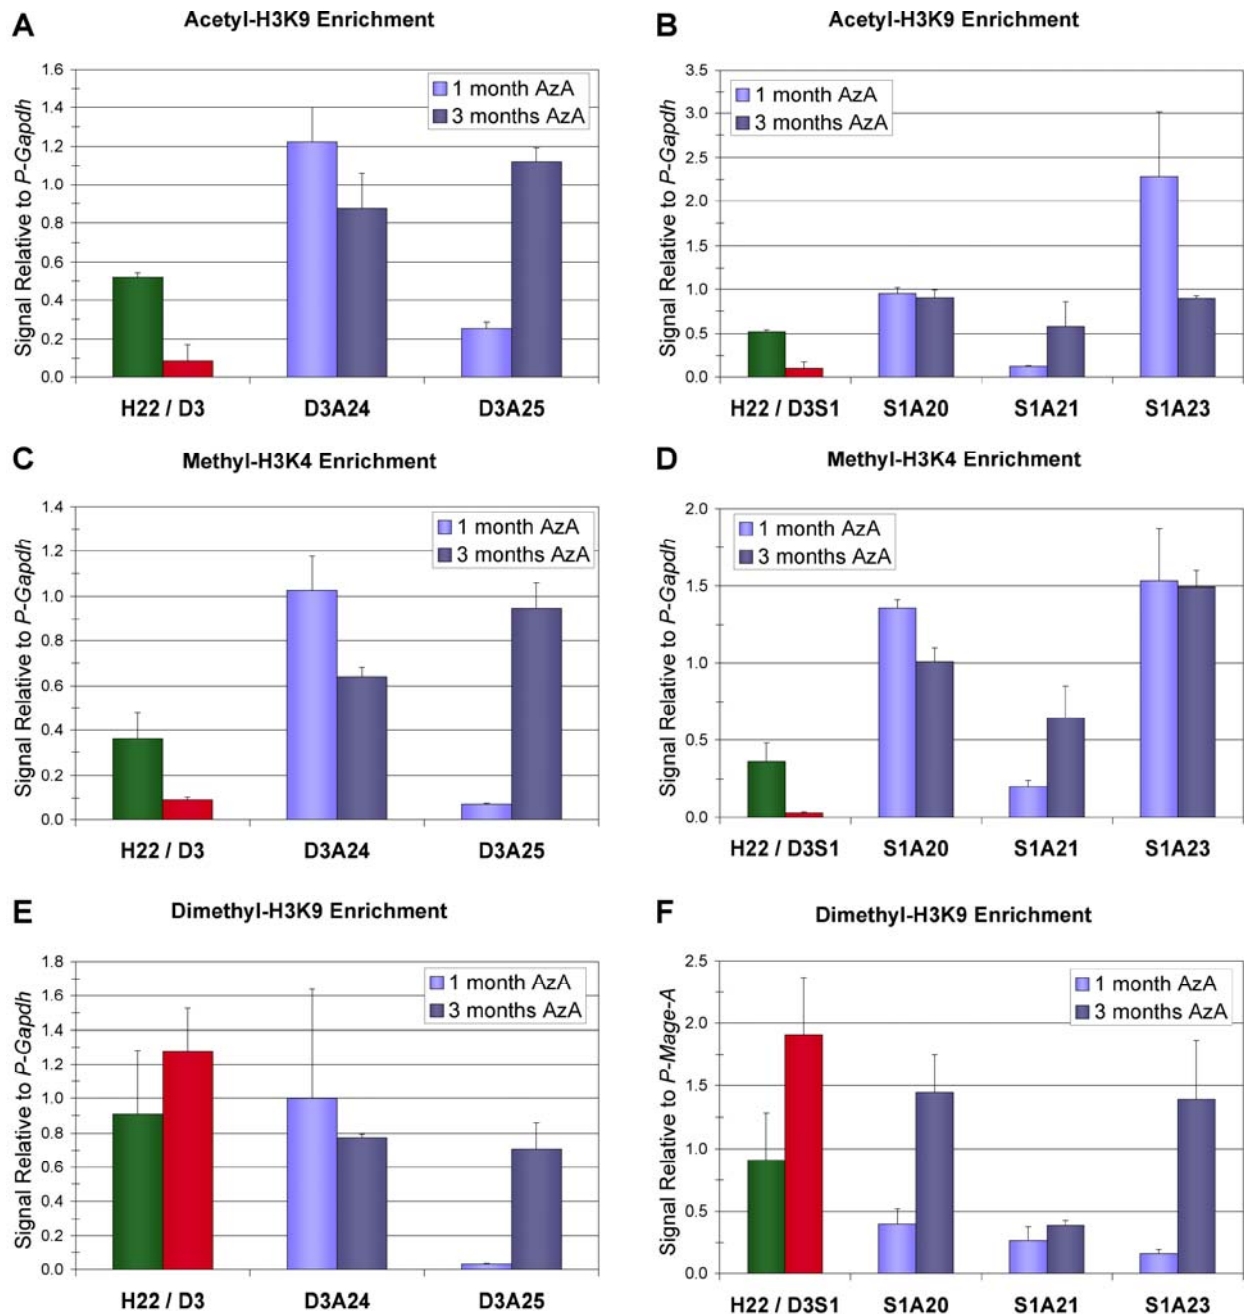 A
Acetyl-H3K9 Enrichment
Signal Relative to P-Gapdh
1.6
1.4
1.2
1.0
0.8
0.6
0.4
0.2
0.0
1 month AzA
3 months AzA
H22 / D3 D3A24 D3A25
B
Acetyl-H3K9 Enrichment
Signal Relative to P-Gapdh
3.5
3.0
2.5
2.0
1.5
1.0
0.5
0.0
1 month AzA
3 months AzA
H22 / D3S1 S1A20 S1A21 S1A23
C
Methyl-H3K4 Enrichment
Signal Relative to P-Gapdh
1.4
1.2
1.0
0.8
0.6
0.4
0.2
0.0
1 month AzA
3 months AzA
H22 / D3 D3A24 D3A25
D
Methyl-H3K4 Enrichment
Signal Relative to P-Gapdh
2.0
1.5
1.0
0.5
0.0
1 month AzA
3 months AzA
H22 / D3S1 S1A20 S1A21 S1A23
E
Dimethyl-H3K9 Enrichment
Signal Relative to P-Gapdh
1.8
1.6
1.4
1.2
1.0
0.8
0.6
0.4
0.2
0.0
1 month AzA
3 months AzA
H22 / D3 D3A24 D3A25
F
Dimethyl-H3K9 Enrichment
Signal Relative to P-Mage-A
2.5
2.0
1.5
1.0
0.5
0.0
1 month AzA
3 months AzA
H22 / D3S1 S1A20 S1A21 S1A23